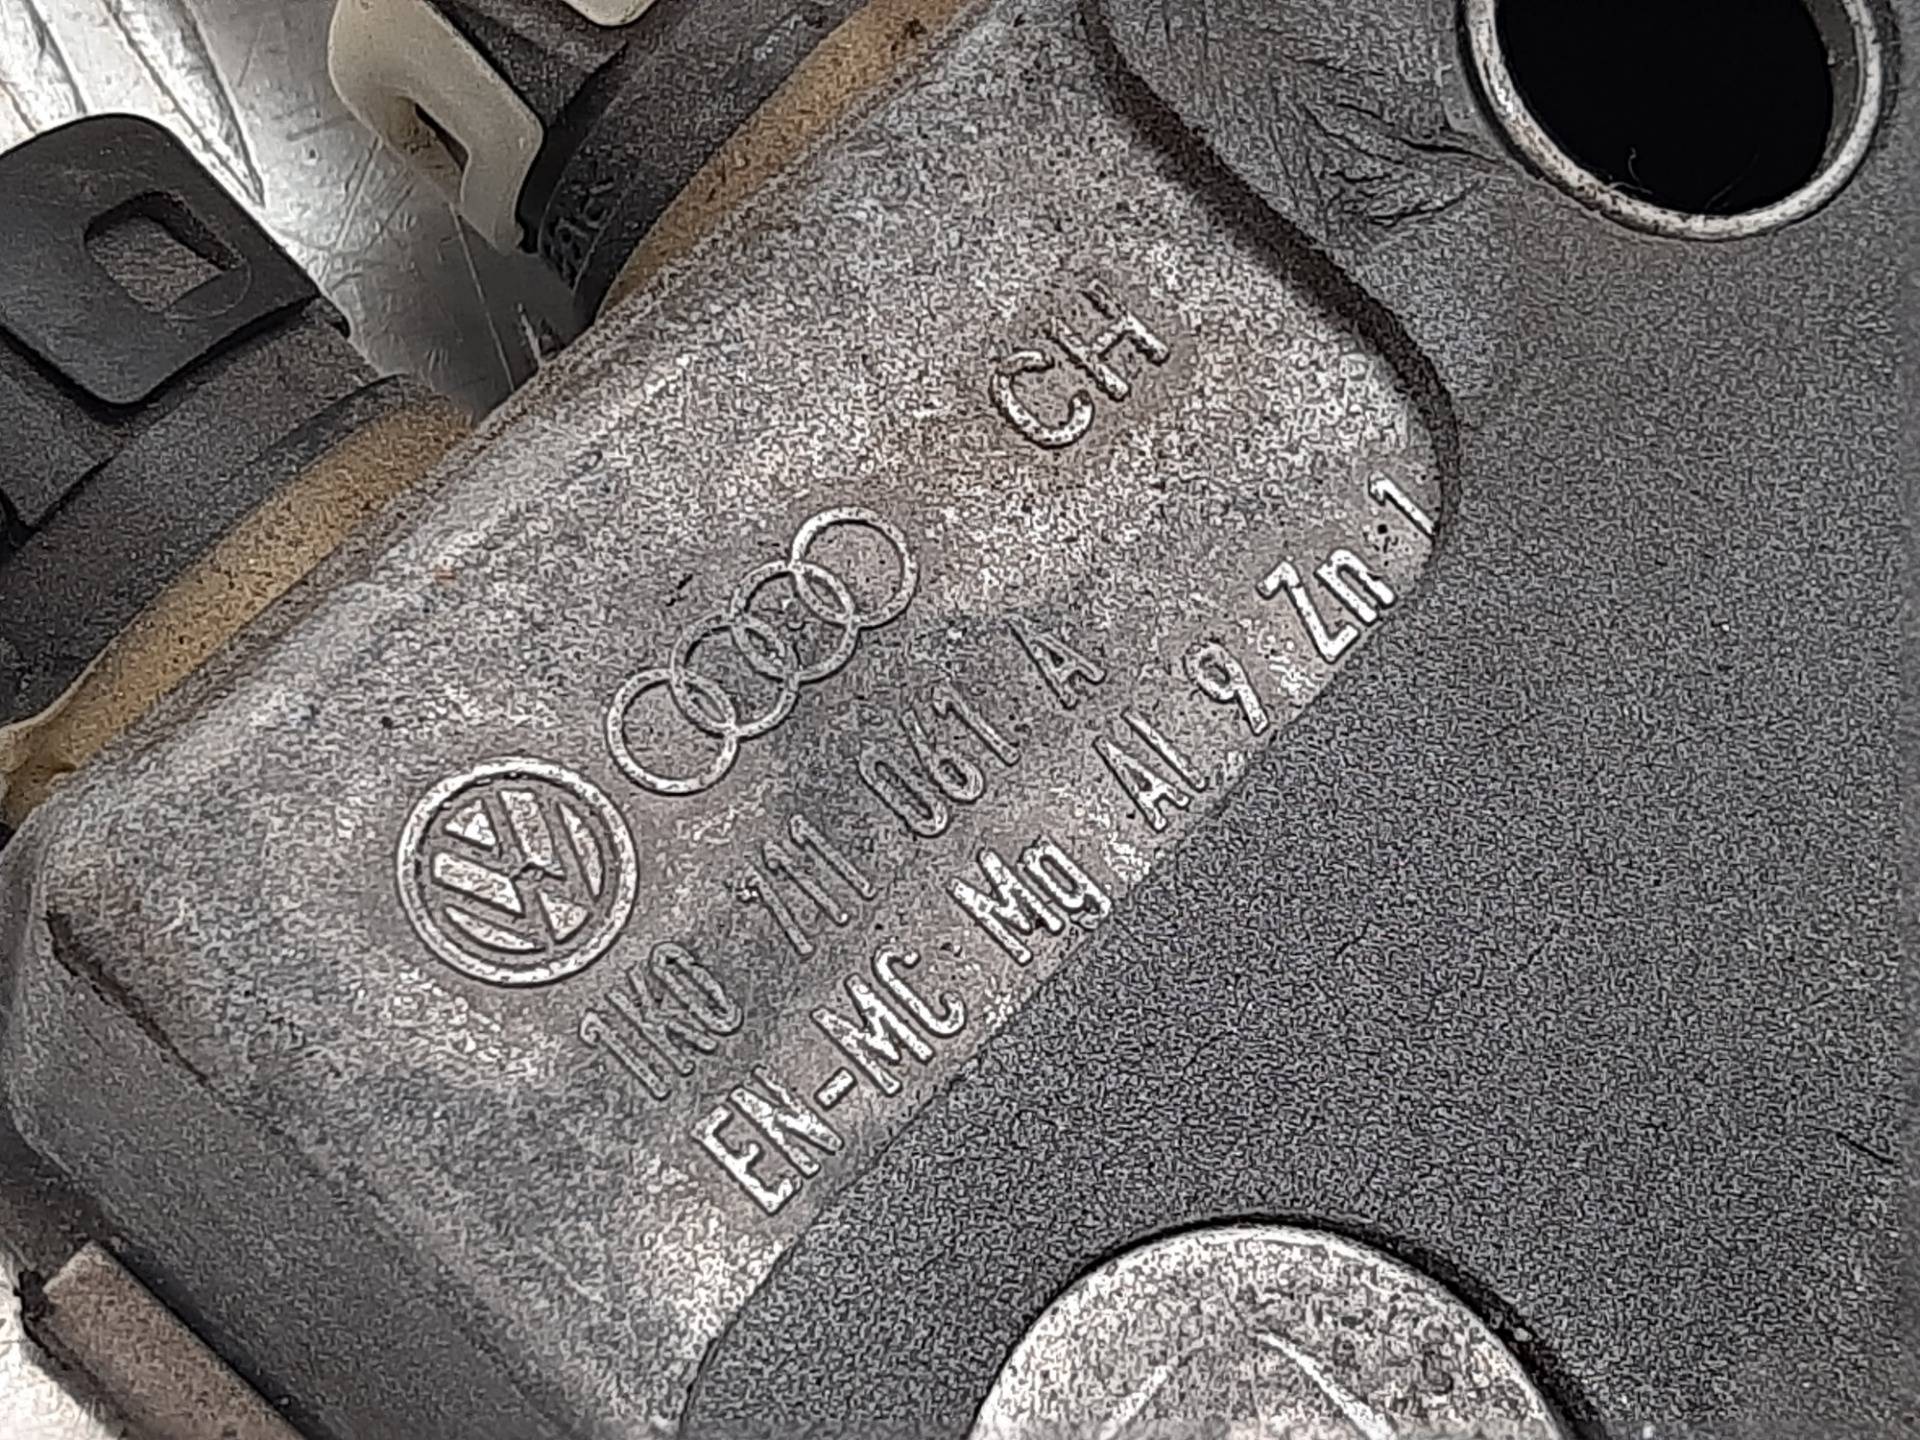 CH
1K0 711 061 A
EN-MC Mg Al 9 Zn 1